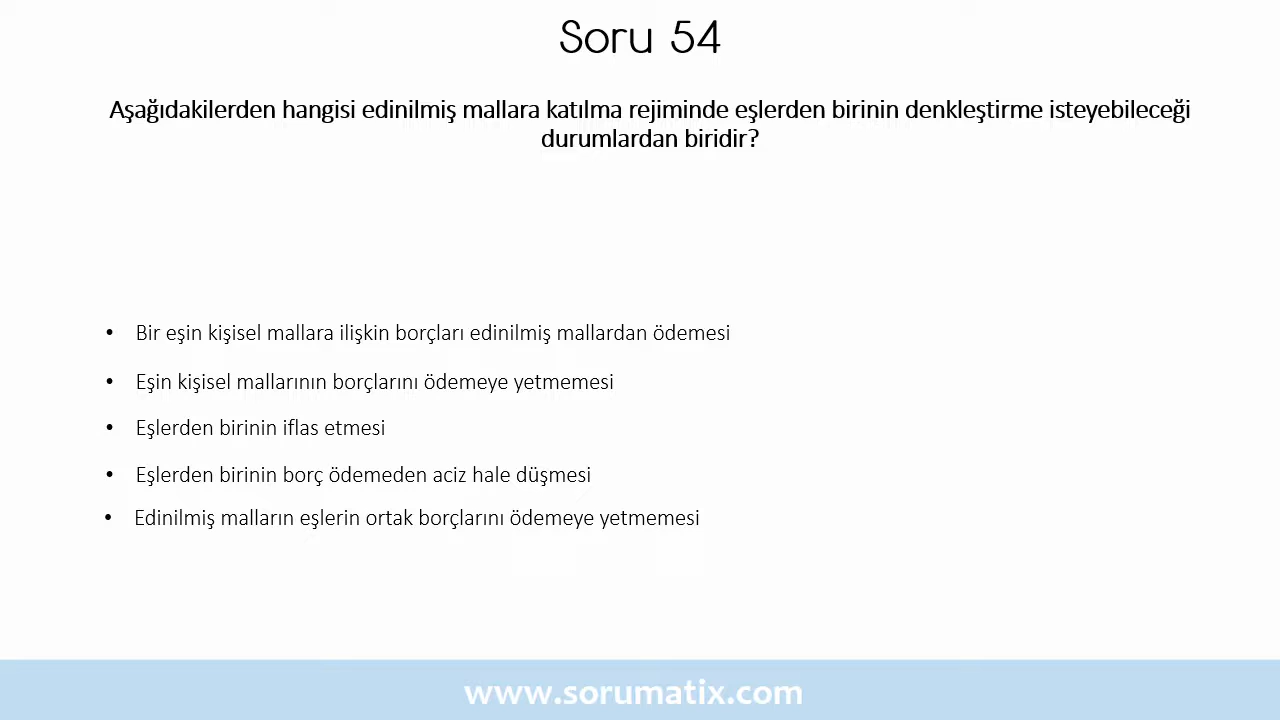 Soru 54
Aşağıdakilerden hangisi edinilmiş mallara katılma rejiminde eşlerden birinin denkleştirme isteyebileceği
durumlardan biridir?
• Bir eşin kişisel mallara ilişkin borçları edinilmiş mallardan ödemesi
• Eşin kişisel mallarının borçlarını ödemeye yetmemesi
• Eşlerden birinin iflas etmesi
• Eşlerden birinin borç ödemeden aciz hale düşmesi
• Edinilmiş malların eşlerin ortak borçlarını ödemeye yetmemesi
www.sorumatix.com